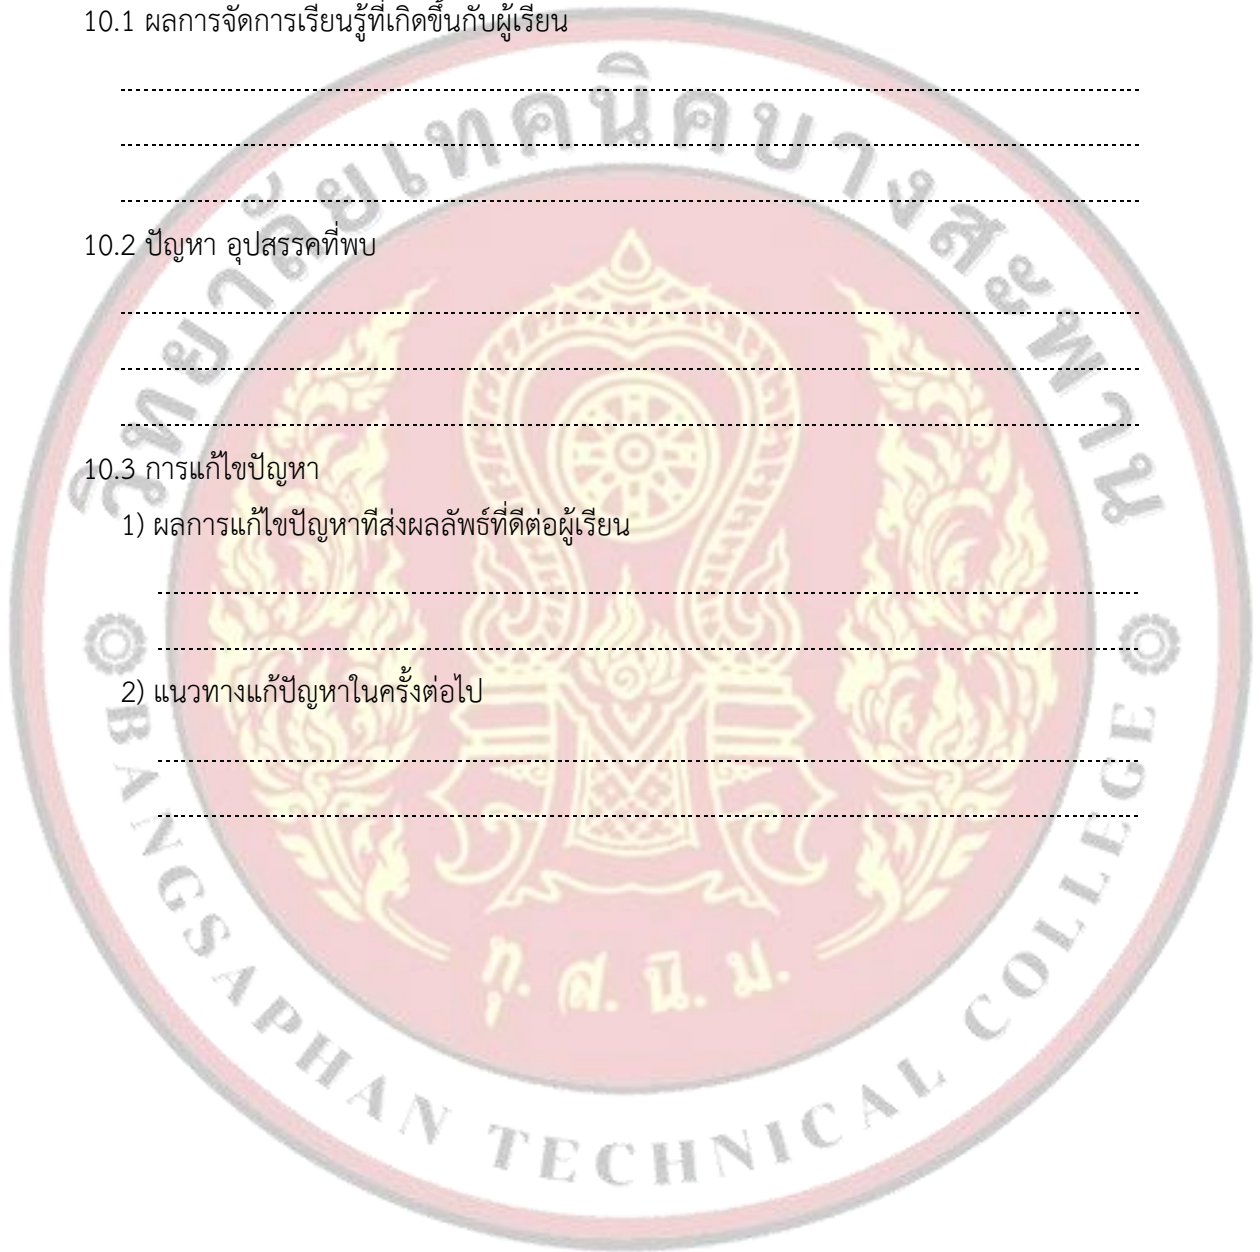 10.1 ผลการจัดการเรียนรู้ที่เกิดขึ้นกับผู้เรียน
10.2 ปัญหา อุปสรรคที่พบ
10.3 การแก้ไขปัญหา
1) ผลการแก้ไขปัญหาทีส่งผลลัพธ์ที่ดีต่อผู้เรียน
2) แนวทางแก้ปัญหาในครั้งต่อไป
วิทยาลัยเทคนิคบางสะพาน
ทุ. ส. นิ. ม.
BANGSAPHAN TECHNICAL COLLEGE